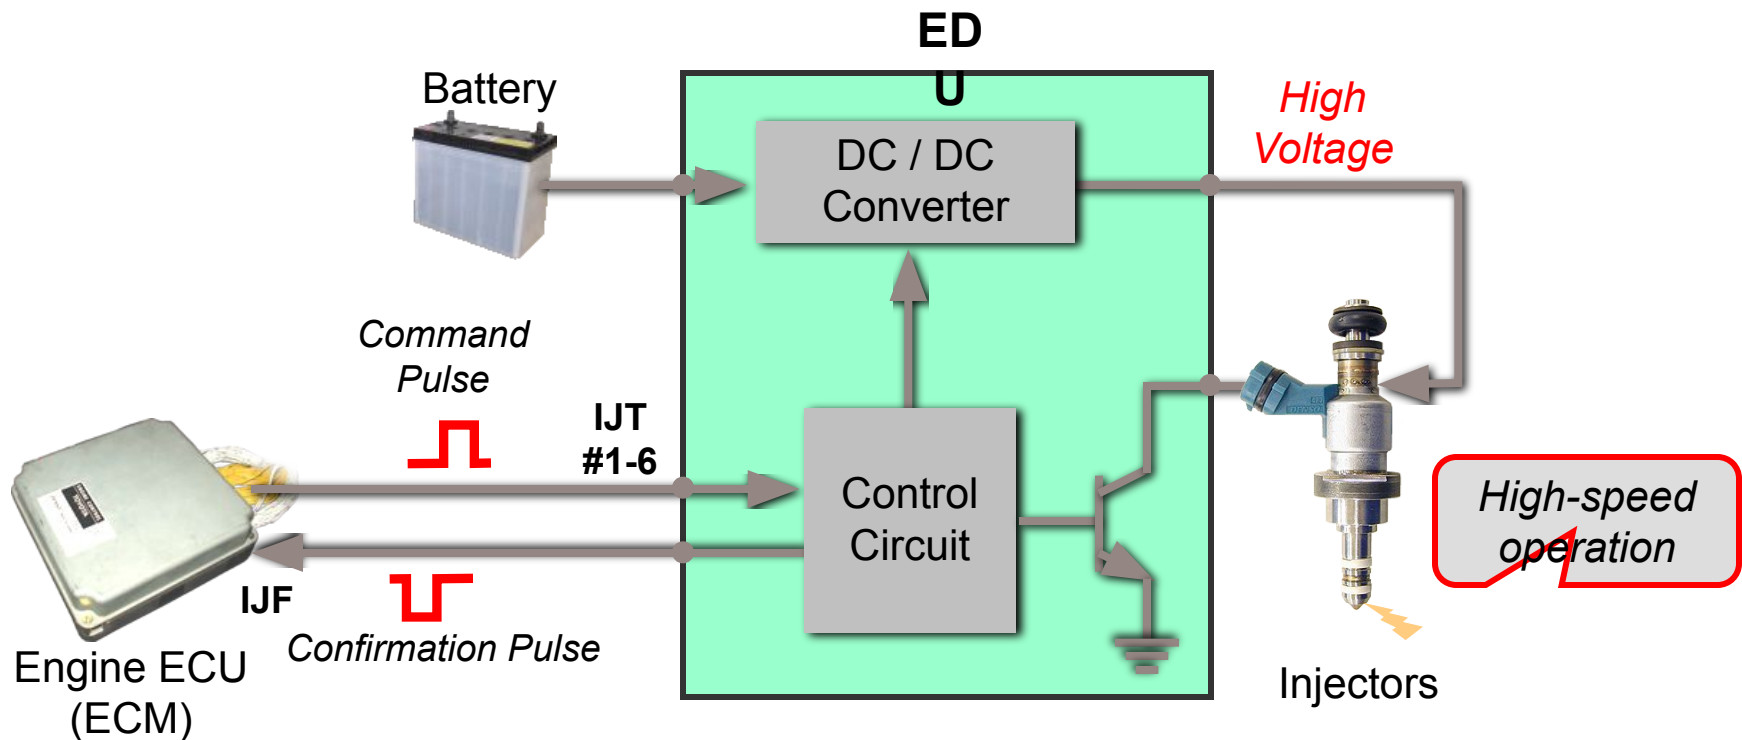 ED
U
Battery
High
Voltage
DC / DC
Converter
Command
Pulse
IJT
#1-6
Control
Circuit
High-speed
operation
IJF
Confirmation Pulse
Engine ECU
(ECM)
Injectors